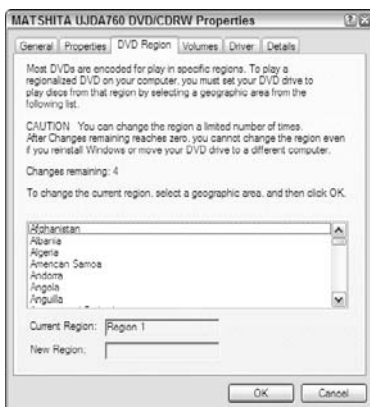 MATSHITA UJDA760 DVD/CDRW Properties
General Properties DVD Region Volumes Driver Details
Most DVDs are encoded for play in specific regions. To play a
regionalized DVD on your computer, you must set your DVD drive to
play discs from that region by selecting a geographic area from the
following list.
CAUTION You can change the region a limited number of times.
After Changes remaining reaches zero, you cannot change the region even
if you reinstall Windows or move your DVD drive to a different computer.
Changes remaining: 4
To change the current region, select a geographic area, and then click OK.
Afghanistan
Albania
Algeria
American Samoa
Andorra
Angola
Anguilla
Current Region: Region 1
New Region:
OK Cancel